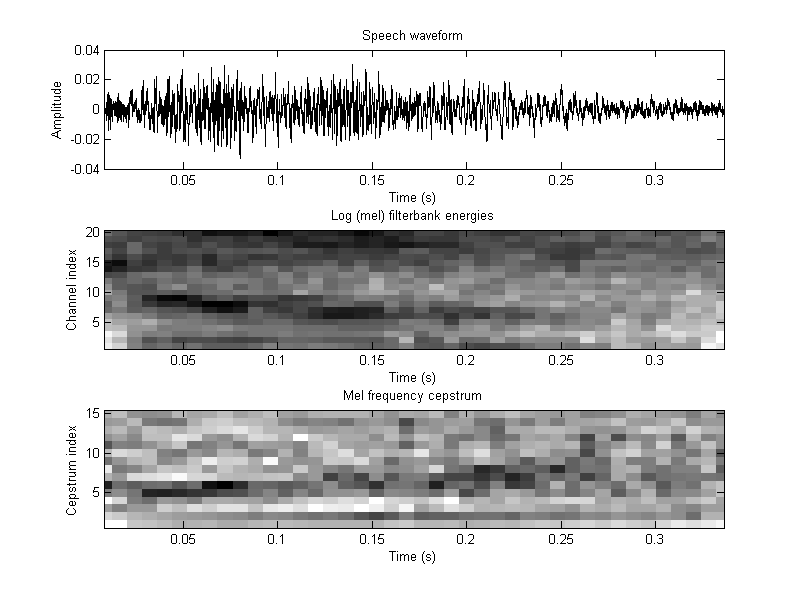 Speech waveform
0.04
0.02
0
-0.02
-0.04
Amplitude
0.05 0.1 0.15 0.2 0.25 0.3
Time (s)
Log (mel) filterbank energies
20
15
10
5
Channel index
0.05 0.1 0.15 0.2 0.25 0.3
Time (s)
Mel frequency cepstrum
15
10
5
Cepstrum index
0.05 0.1 0.15 0.2 0.25 0.3
Time (s)